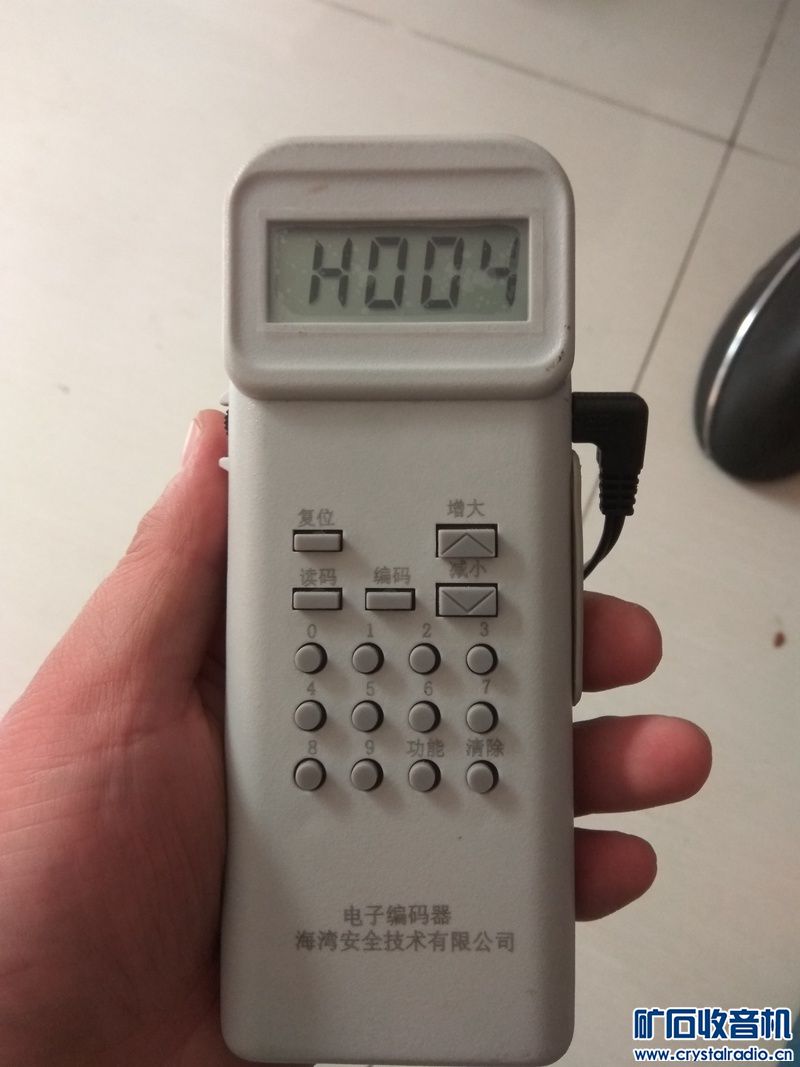 H004
复位
增大
读码
编码
减小
0 1 2 3
4 5 6 7
8 9 功能 清除
电子编码器
海湾安全技术有限公司
矿石收音机
www.crystalradio.cn